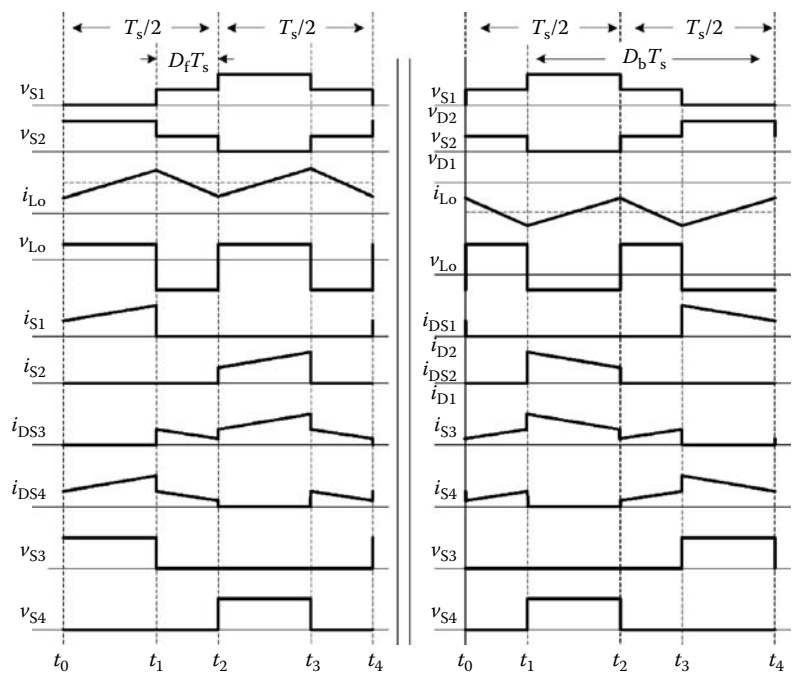 Ts/2 Ts/2
DfTs
vS1
vS2
iLo
vLo
iS1
iS2
iDS3
iDS4
vS3
vS4
t0 t1 t2 t3 t4
Ts/2 Ts/2
DbTs
vS1
vD2
vS2
vD1
iLo
vLo
iDS1
iD2
iDS2
iD1
iS3
iS4
vS3
vS4
t0 t1 t2 t3 t4